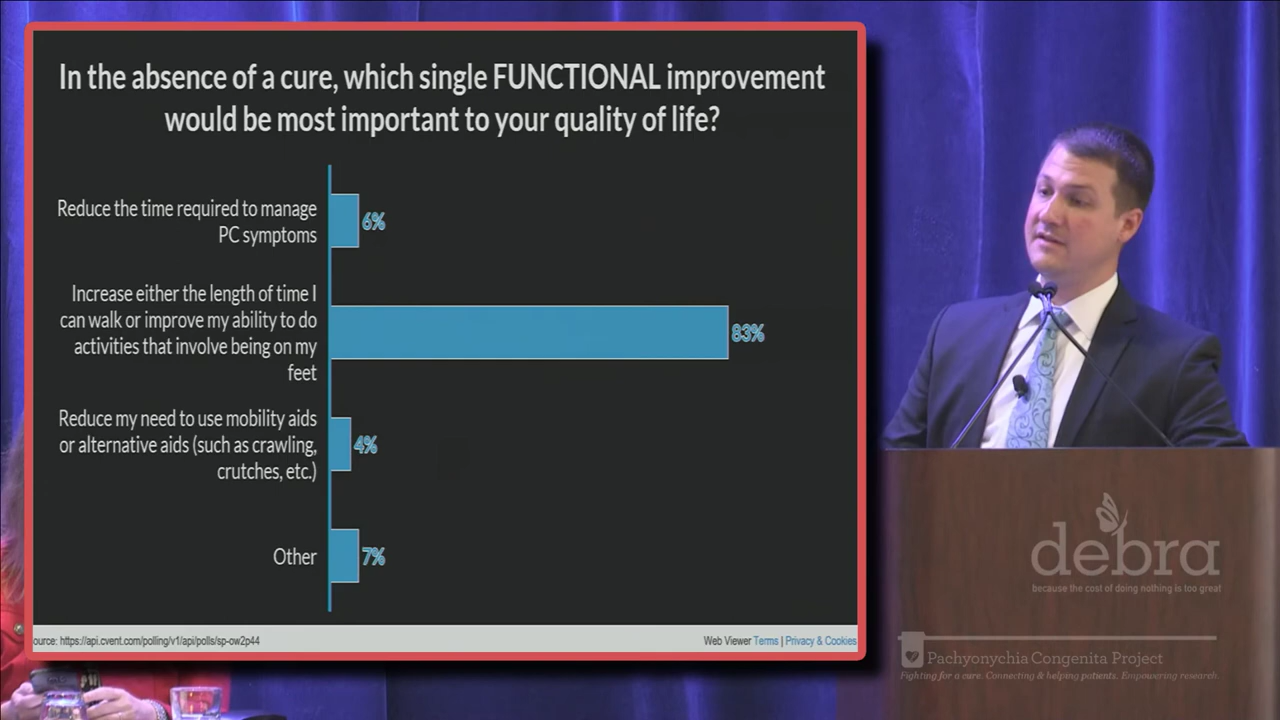 In the absence of a cure, which single FUNCTIONAL improvement
would be most important to your quality of life?
Reduce the time required to manage
PC symptoms
6%
Increase either the length of time I
can walk or improve my ability to do
activities that involve being on my
feet
83%
Reduce my need to use mobility aids
or alternative aids (such as crawling,
crutches, etc.)
4%
Other
7%
ource: https://api.cvent.com/polling/v1/api/polls/sp-ow2p44
Web Viewer Terms | Privacy & Cookies
debra
because the cost of doing nothing is too great
Pachyonychia Congenita Project
Fighting for a cure. Connecting & helping patients. Empowering research.